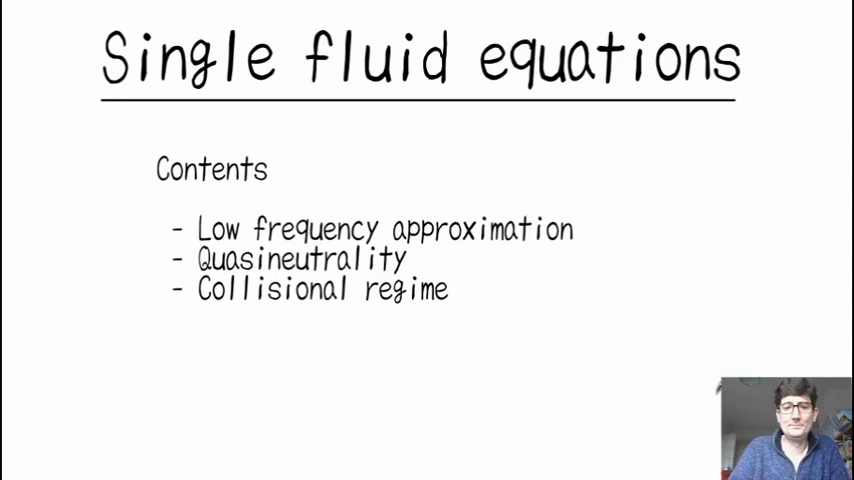 Single fluid equations
Contents
- Low frequency approximation
- Quasineutrality
- Collisional regime